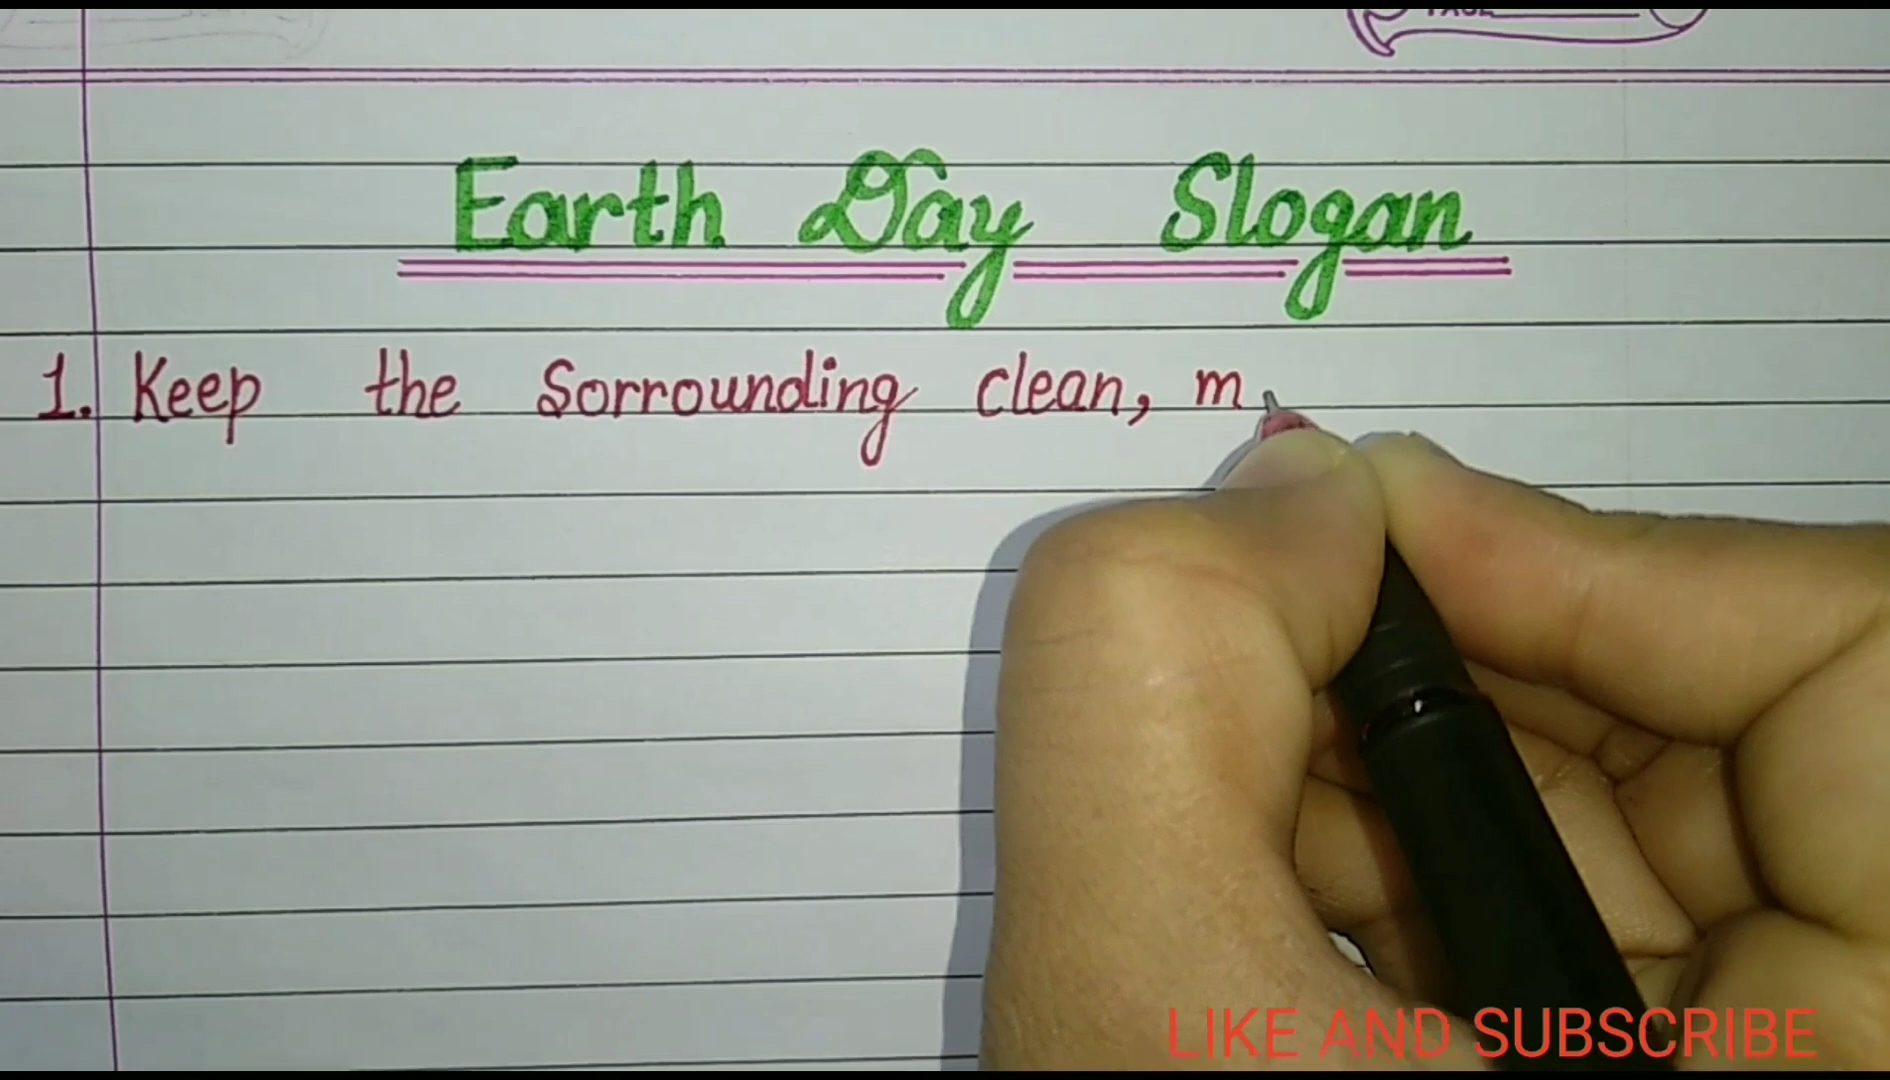 Earth Day Slogan
1. Keep the Sorrounding clean, m
LIKE AND SUBSCRIBE